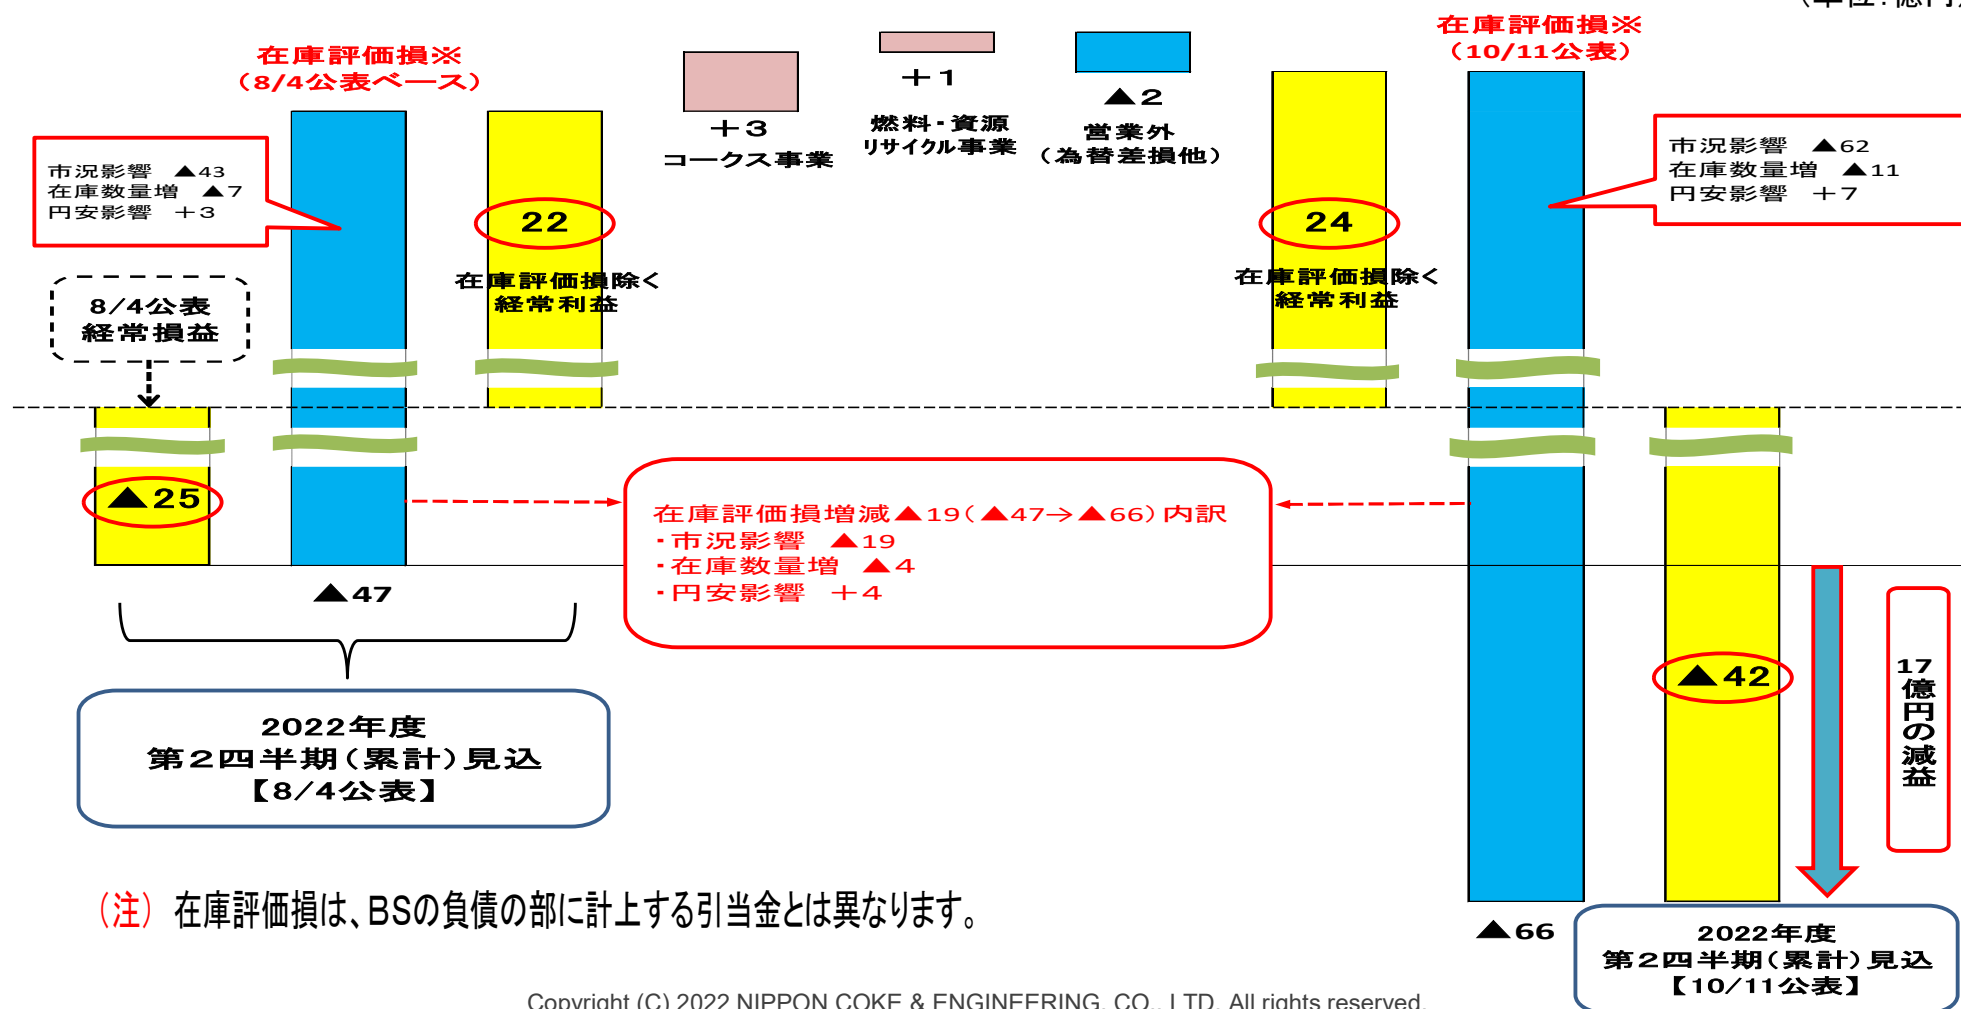 (単位:億円)
在庫評価損※
(8/4公表ベース)
在庫評価損※
(10/11公表)
+3
コークス事業
+1
燃料・資源
リサイクル事業
▲2
営業外
(為替差損他)
市況影響 ▲43
在庫数量増 ▲7
円安影響 +3
市況影響 ▲62
在庫数量増 ▲11
円安影響 +7
22
在庫評価損除く
経常利益
24
在庫評価損除く
経常利益
8/4公表
経常損益
▲25
▲47
在庫評価損増減▲19(▲47→▲66)内訳
・市況影響 ▲19
・在庫数量増 ▲4
・円安影響 +4
▲42
17億円の減益
2022年度
第2四半期(累計)見込
【8/4公表】
(注) 在庫評価損は、BSの負債の部に計上する引当金とは異なります。
▲66
2022年度
第2四半期(累計)見込
【10/11公表】
Copyright (C) 2022 NIPPON COKE & ENGINEERING. CO., LTD. All rights reserved.